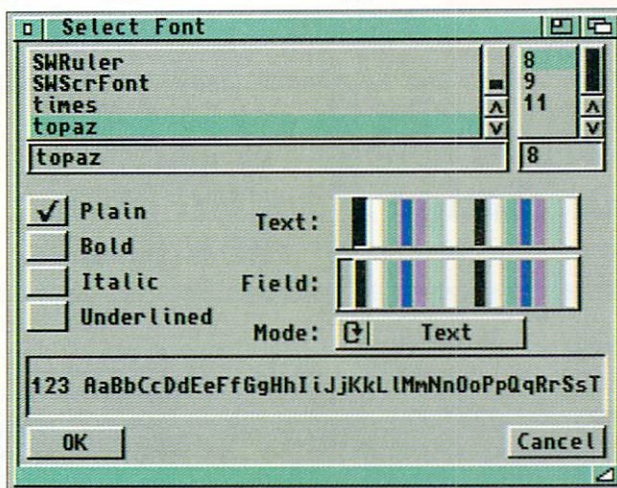 Select Font
SWRuler
SWScrFont
times
topaz
topaz
8
9
11
8
Plain
Bold
Italic
Underlined
Text:
Field:
Mode: Text
123 AaBbCcDdEeFfGgHhIiJjKkLlMmNnOoPpQqRrSsT
OK Cancel